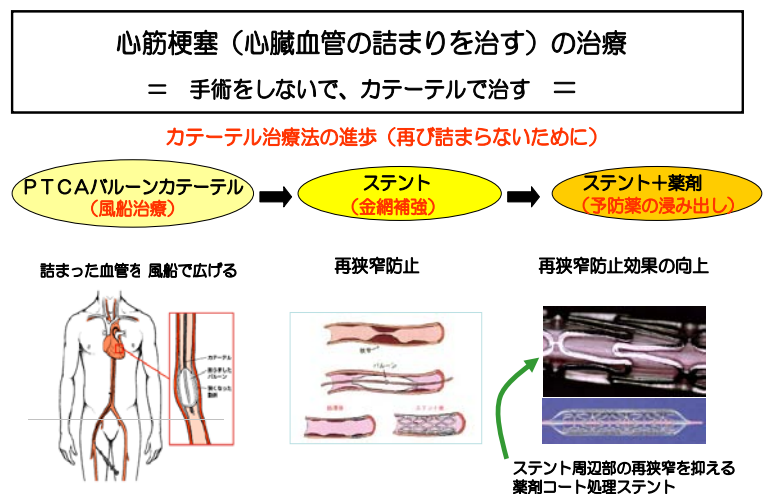 心筋梗塞（心臓血管の詰まりを治す）の治療
＝ 手術をしないで、カテーテルで治す ＝
カテーテル治療法の進歩（再び詰まらないために）
ＰＴＣＡバルーンカテーテル
（風船治療）
ステント
（金網補強）
ステント＋薬剤
（予防薬の浸み出し）
詰まった血管を 風船で広げる
再狭窄防止
再狭窄防止効果の向上
カテーテル
バルーン
バルーン
ステント周辺部の再狭窄を抑える
薬剤コート処理ステント